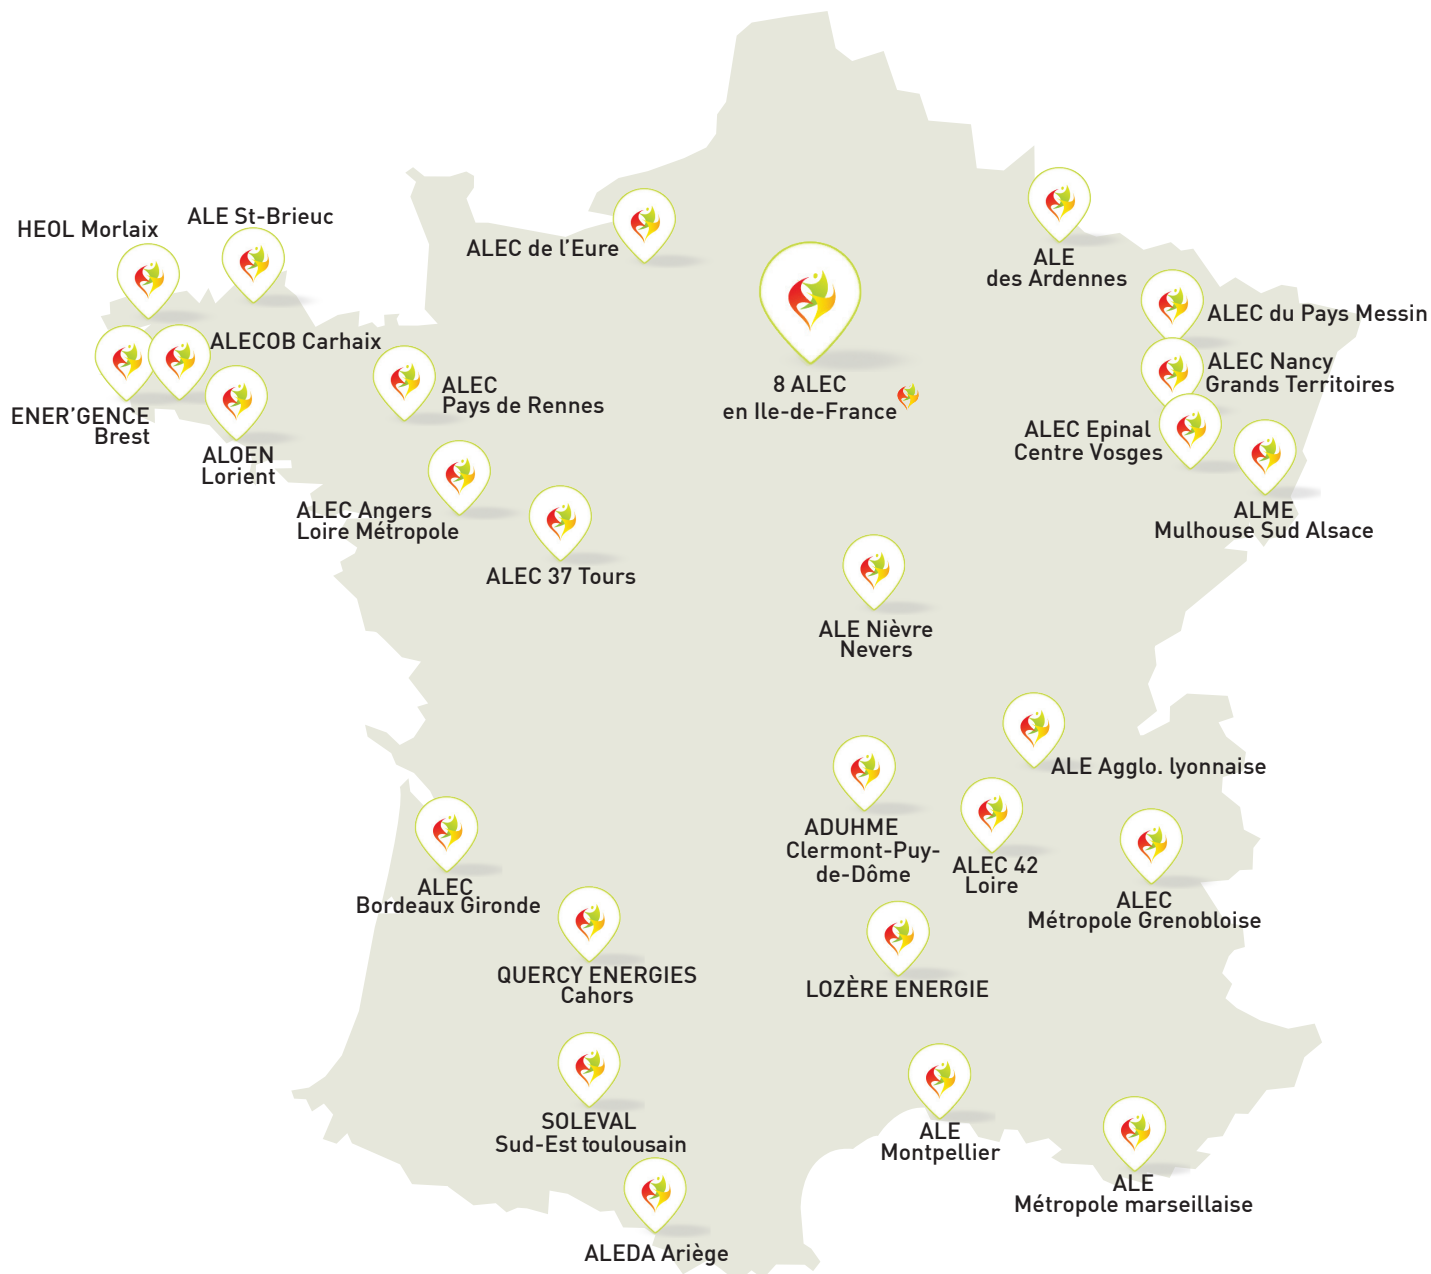 HEOL Morlaix
ALE St-Brieuc
ALEC de l'Eure
ALE
des Ardennes
ALEC du Pays Messin
ALECOB Carhaix
ALEC Nancy
Grands Territoires
ALEC
Pays de Rennes
8 ALEC
en Ile-de-France
ENER'GENCE
Brest
ALOEN
Lorient
ALEC Epinal
Centre Vosges
ALEC Angers
Loire Métropole
ALME
Mulhouse Sud Alsace
ALEC 37 Tours
ALE Nièvre
Nevers
ALE Agglo. lyonnaise
ADUHME
Clermont-Puy-
de-Dôme
ALEC 42
Loire
ALEC
Bordeaux Gironde
ALEC
Métropole Grenobloise
QUERCY ENERGIES
Cahors
LOZÈRE ENERGIE
SOLEVAL
Sud-Est toulousain
ALE
Montpellier
ALE
Métropole marseillaise
ALEDA Ariège